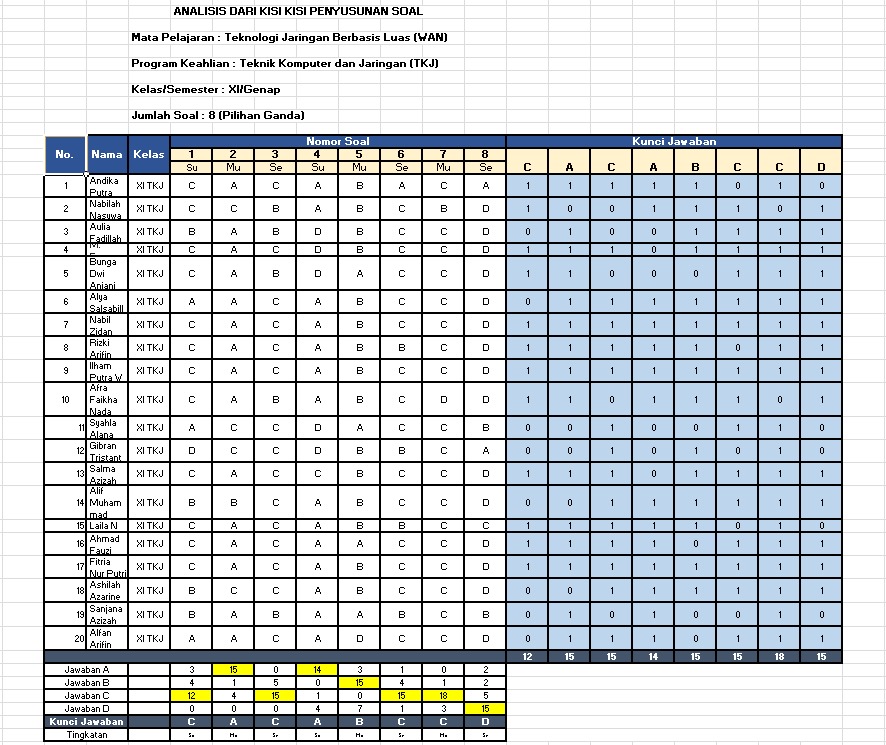 ANALISIS DARI KISI KISI PENYUSUNAN SOAL
Mata Pelajaran : Teknologi Jaringan Berbasis Luas (WAN)
Program Keahlian : Teknik Komputer dan Jaringan (TKJ)
Kelas/Semester : XI/Genap
Jumlah Soal : 8 (Pilihan Ganda)
No. Nama Kelas Nomor Soal Kunci Jawaban
1 2 3 4 5 6 7 8
Su Mu Se Su Mu Se Mu Se C A C A B C C D
1 Andika Putra XI TKJ C A C A B A C A 1 1 1 1 1 0 1 0
2 Nabilah Nasuwa XI TKJ C C B A B C B D 1 0 0 1 1 1 0 1
3 Aulia Fadillah XI TKJ B A B D B C C D 0 1 0 0 1 1 1 1
4 M. XI TKJ C A C D B C C D 1 1 1 0 1 1 1 1
5 Bunga Dwi Aniani XI TKJ C A B D A C C D 1 1 0 0 0 1 1 1
6 Alya Salsabill XI TKJ A A C A B C C D 0 1 1 1 1 1 1 1
7 Nabil Zidan XI TKJ C A C A B C C D 1 1 1 1 1 1 1 1
8 Rizki Arifin XI TKJ C A C A B B C D 1 1 1 1 1 0 1 1
9 Ilham Putra W XI TKJ C A C A B C C D 1 1 1 1 1 1 1 1
10 Afra Faikha Nada XI TKJ C A B A B C D D 1 1 0 1 1 1 0 1
11 Syahla Alana XI TKJ A C C D A C C B 0 0 1 0 0 1 1 0
12 Gibran Tristant XI TKJ D C C D B B C A 0 0 1 0 1 0 1 0
13 Salma Azizah XI TKJ C A C C B C C D 1 1 1 0 1 1 1 1
14 Alif Muham mad XI TKJ B B C A B C C D 0 0 1 1 1 1 1 1
15 Laila N XI TKJ C A C A B B C C 1 1 1 1 1 0 1 0
16 Ahmad Fauzi XI TKJ C A C A A C C D 1 1 1 1 0 1 1 1
17 Fitria Nur Putri XI TKJ C A C A B C C D 1 1 1 1 1 1 1 1
18 Ashilah Azarine XI TKJ B C C A B C C D 0 0 1 1 1 1 1 1
19 Sanjana Azizah XI TKJ B A B A A B C B 0 1 0 1 0 0 1 0
20 Alfan Arifin XI TKJ A A C A D C C D 0 1 1 1 0 1 1 1
12 15 15 14 15 15 18 15
Jawaban A 3 15 0 14 3 1 0 2
Jawaban B 4 1 5 0 15 4 1 2
Jawaban C 12 4 15 1 0 15 18 5
Jawaban D 0 0 0 4 7 1 3 15
Kunci Jawaban C A C A B C C D
Tingkatan Su Mu Se Su Mu Se Mu Se